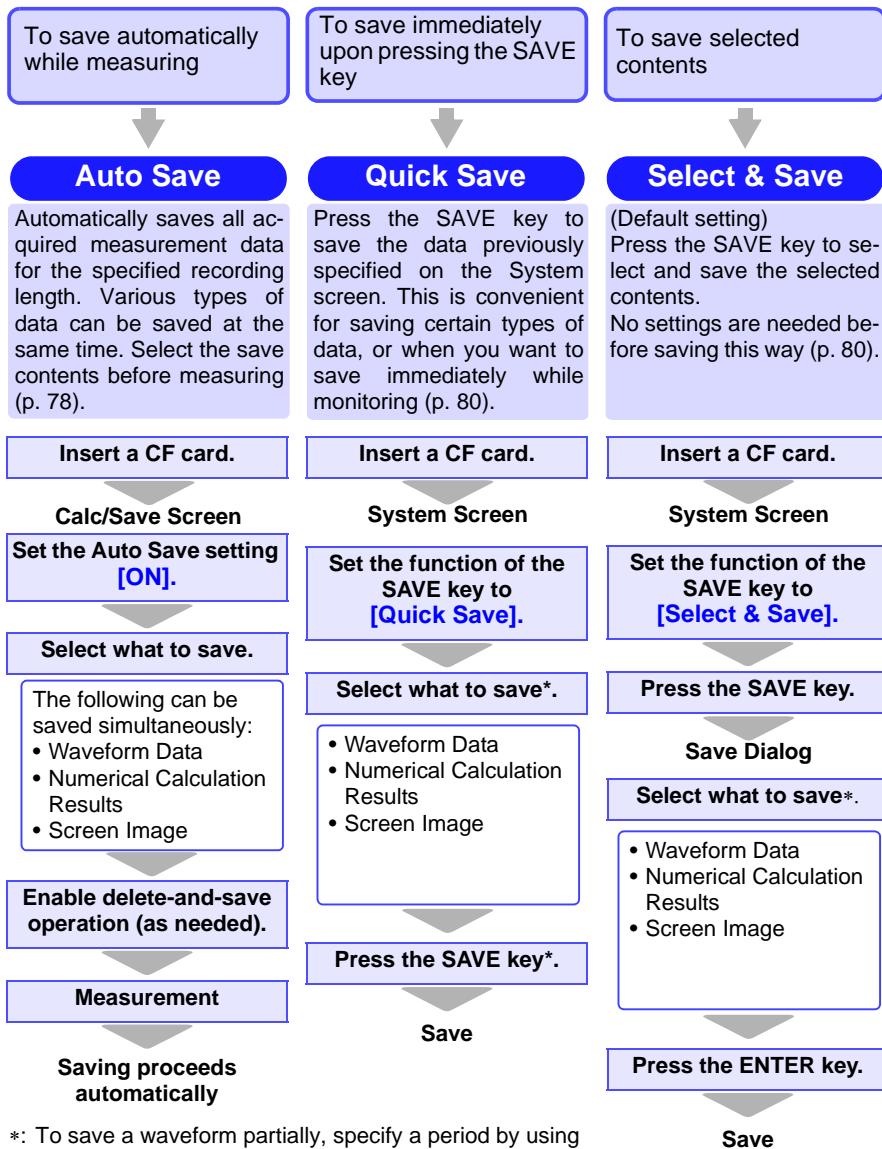 To save automatically
while measuring
Auto Save
Automatically saves all ac-
quired measurement data
for the specified recording
length. Various types of
data can be saved at the
same time. Select the save
contents before measuring
(p. 78).
Insert a CF card.
Calc/Save Screen
Set the Auto Save setting
[ON].
Select what to save.
The following can be
saved simultaneously:
• Waveform Data
• Numerical Calculation
Results
• Screen Image
Enable delete-and-save
operation (as needed).
Measurement
Saving proceeds
automatically
To save immediately
upon pressing the SAVE
key
Quick Save
Press the SAVE key to
save the data previously
specified on the System
screen. This is convenient
for saving certain types of
data, or when you want to
save immediately while
monitoring (p. 80).
Insert a CF card.
System Screen
Set the function of the
SAVE key to
[Quick Save].
Select what to save*.
• Waveform Data
• Numerical Calculation
Results
• Screen Image
Press the SAVE key*.
Save
To save selected
contents
Select & Save
(Default setting)
Press the SAVE key to se-
lect and save the selected
contents.
No settings are needed be-
fore saving this way (p. 80).
Insert a CF card.
System Screen
Set the function of the
SAVE key to
[Select & Save].
Press the SAVE key.
Save Dialog
Select what to save*.
• Waveform Data
• Numerical Calculation
Results
• Screen Image
Press the ENTER key.
Save
*: To save a waveform partially, specify a period by using